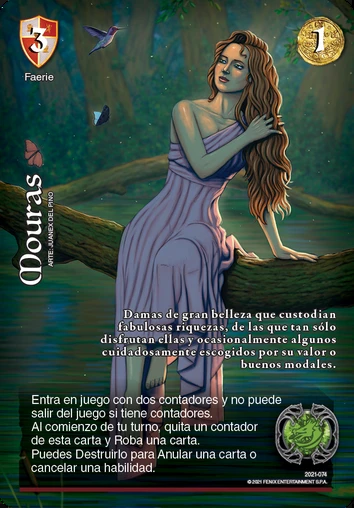 3
1
Faerie
Mouras
ARTE: JUANEX DEL PINO
Damas de gran belleza que custodian
fabulosas riquezas, de las que tan sólo
disfrutan ellas y ocasionalmente algunos
cuidadosamente escogidos por su valor o
buenos modales.
Entra en juego con dos contadores y no puede
salir del juego si tiene contadores.
Al comienzo de tu turno, quita un contador
de esta carta y Roba una carta.
Puedes Destruirlo para Anular una carta o
cancelar una habilidad.
2021-074
© 2021 FENIX ENTERTAINMENT S.P.A.